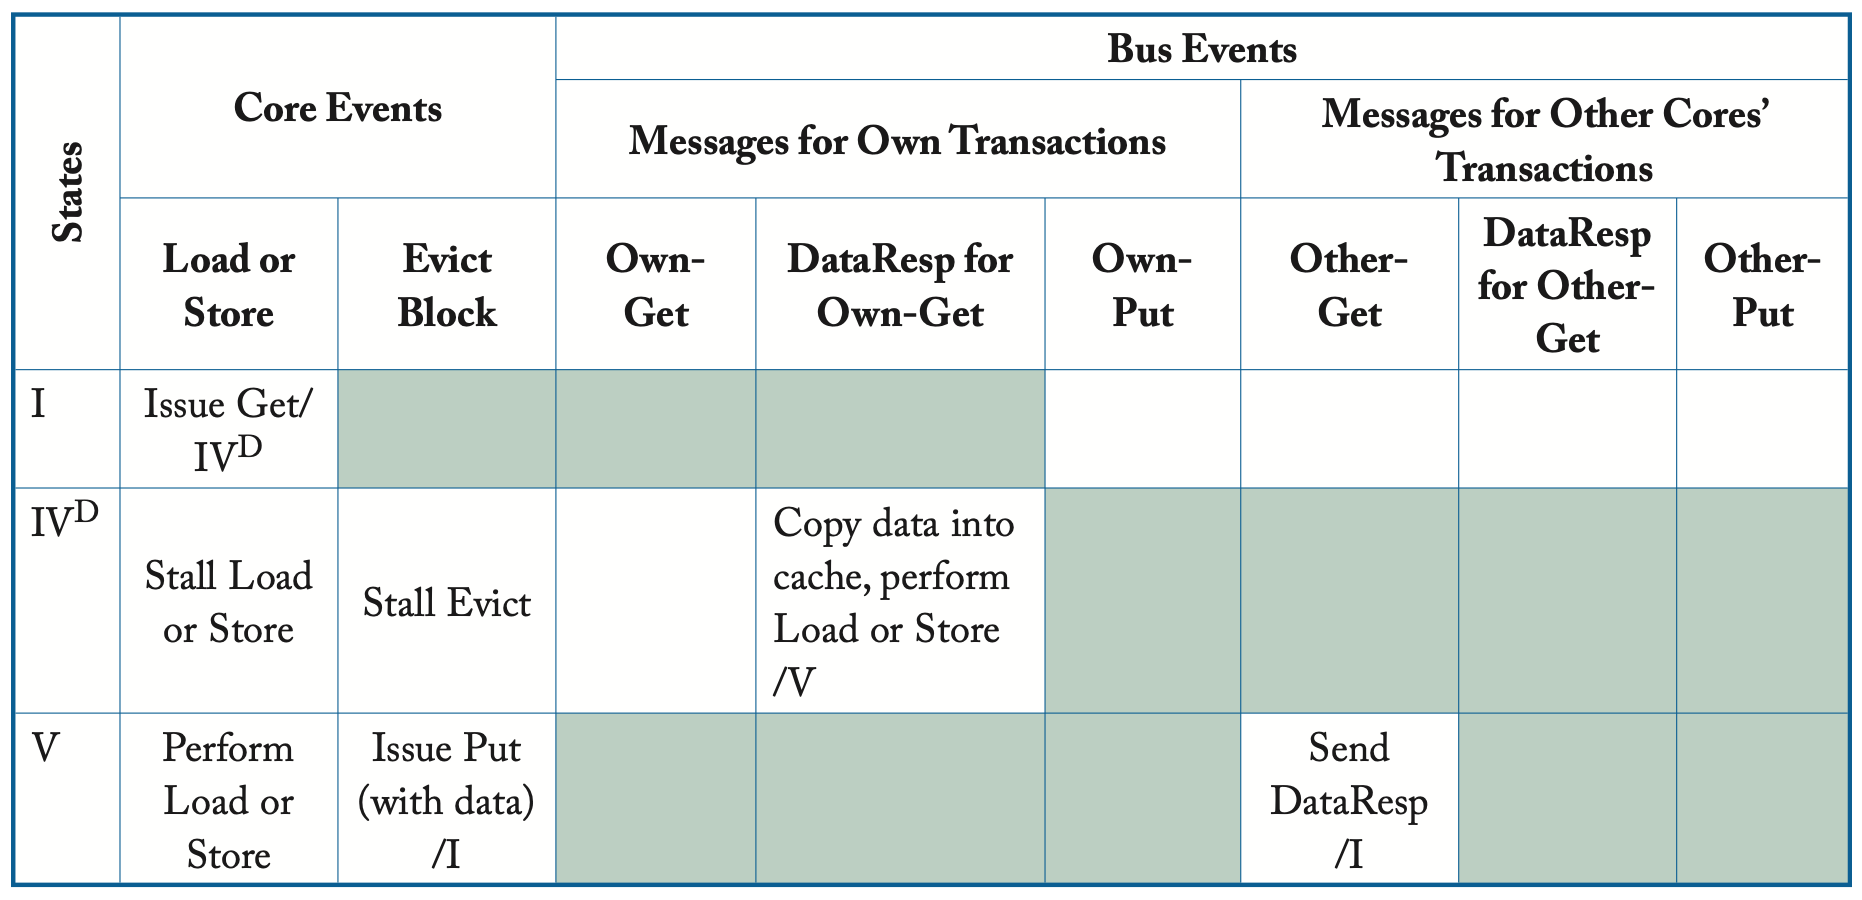 States
Core Events
Bus Events
Messages for Own Transactions
Messages for Other Cores’
Transactions
Load or
Store
Evict
Block
Own-
Get
DataResp for
Own-Get
Own-
Put
Other-
Get
DataResp
for Other-
Get
Other-
Put
I
Issue Get/
IVᴰ
IVᴰ
Stall Load
or Store
Stall Evict
Copy data into
cache, perform
Load or Store
/V
V
Perform
Load or
Store
Issue Put
(with data)
/I
Send
DataResp
/I